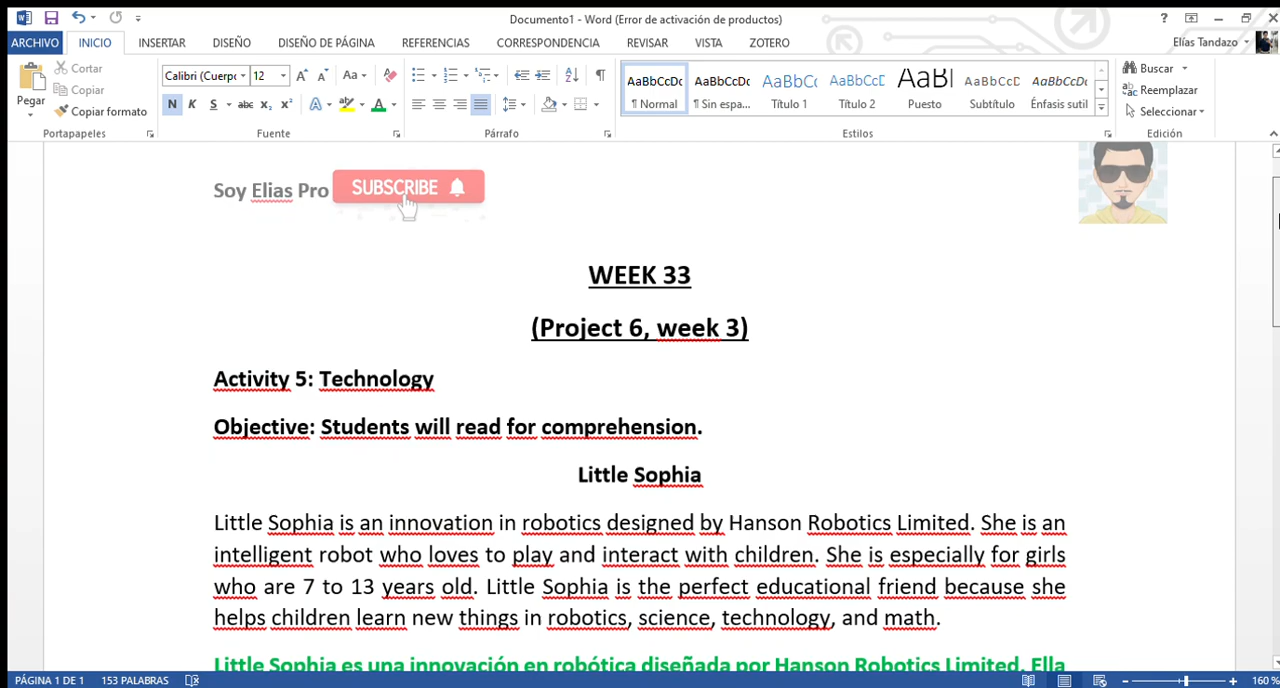 Documento1 - Word (Error de activación de productos)
ARCHIVO INICIO INSERTAR DISEÑO DISEÑO DE PÁGINA REFERENCIAS CORRESPONDENCIA REVISAR VISTA ZOTERO Elías Tandazo
Pegar Cortar Copiar Copiar formato
Calibri (Cuerpo 12
Portapapeles Fuente Párrafo Estilos Edición
AaBbCcDc AaBbCcDc AaBbC AaBbCcD AaBl AaBbCcD AaBbCcDc
¶ Normal ¶ Sin espa... Título 1 Título 2 Puesto Subtítulo Énfasis sutil
Buscar
Reemplazar
Seleccionar
Soy Elias Pro SUBSCRIBE
WEEK 33
(Project 6, week 3)
Activity 5: Technology
Objective: Students will read for comprehension.
Little Sophia
Little Sophia is an innovation in robotics designed by Hanson Robotics Limited. She is an
intelligent robot who loves to play and interact with children. She is especially for girls
who are 7 to 13 years old. Little Sophia is the perfect educational friend because she
helps children learn new things in robotics, science, technology, and math.
Little Sophia es una innovación en robótica diseñada por Hanson Robotics Limited. Ella
PÁGINA 1 DE 1 153 PALABRAS 160 %